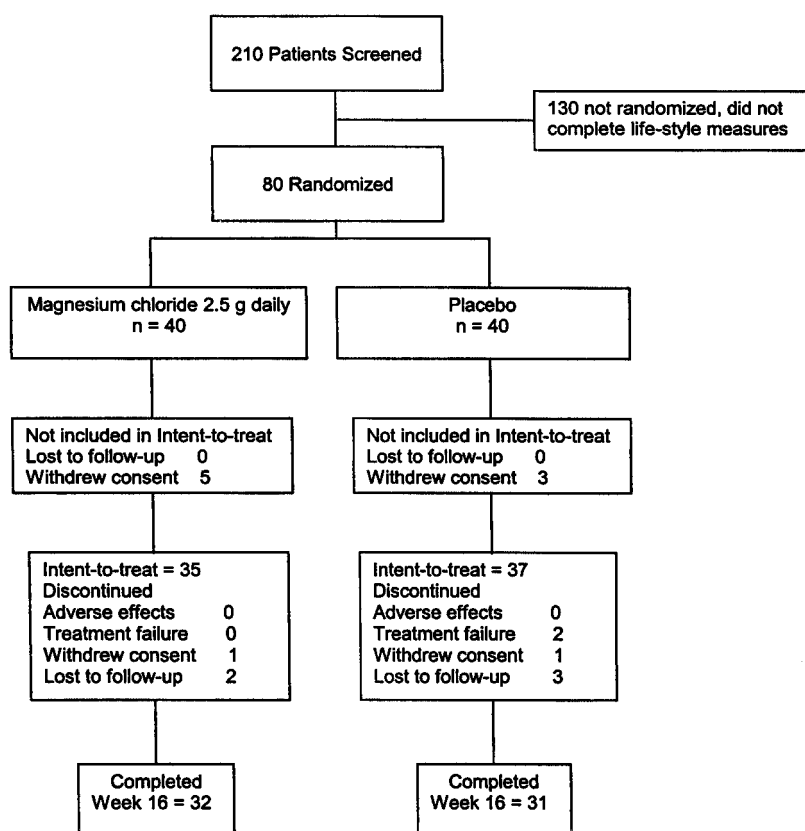 210 Patients Screened
130 not randomized, did not
complete life-style measures
80 Randomized
Magnesium chloride 2.5 g daily
n = 40
Placebo
n = 40
Not included in Intent-to-treat
Lost to follow-up 0
Withdrew consent 5
Not included in Intent-to-treat
Lost to follow-up 0
Withdrew consent 3
Intent-to-treat = 35
Discontinued
Adverse effects 0
Treatment failure 0
Withdrew consent 1
Lost to follow-up 2
Intent-to-treat = 37
Discontinued
Adverse effects 0
Treatment failure 2
Withdrew consent 1
Lost to follow-up 3
Completed
Week 16 = 32
Completed
Week 16 = 31